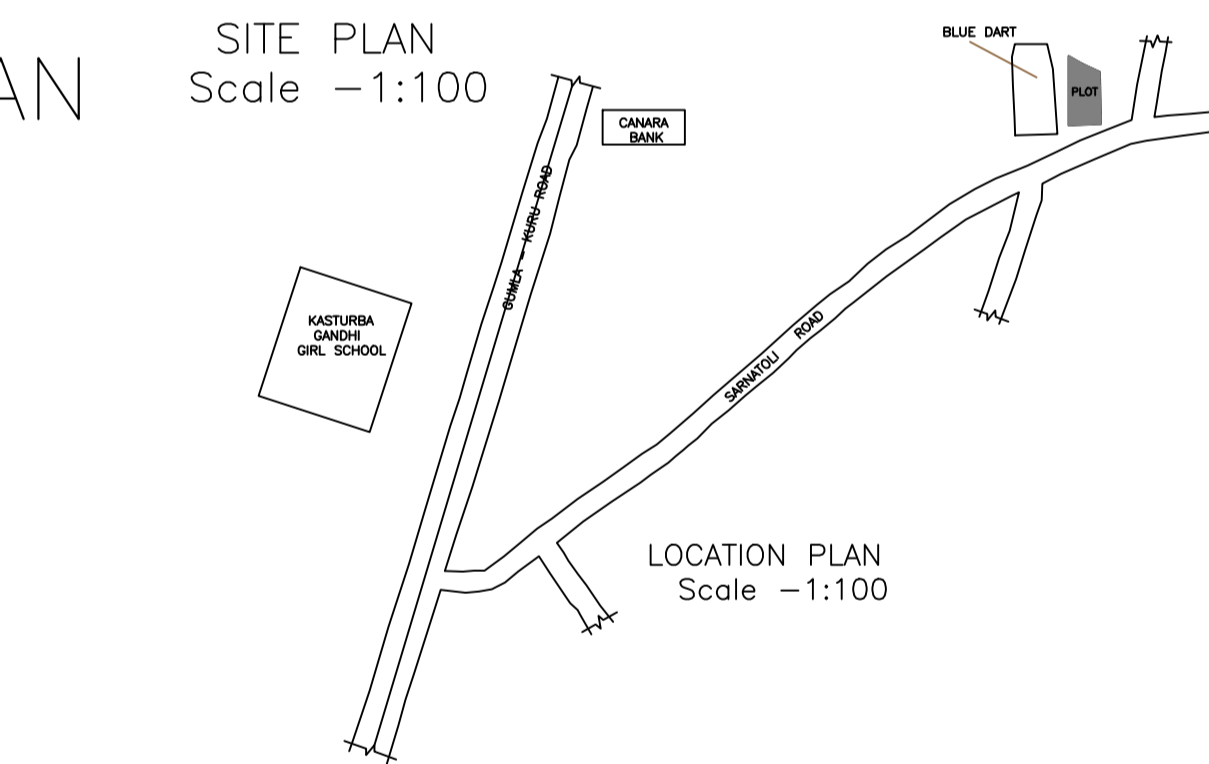 AN
SITE PLAN
Scale -1:100
BLUE DART
PLOT
CANARA
BANK
GUMLA - KURU ROAD
KASTURBA
GANDHI
GIRL SCHOOL
SARNATOLI ROAD
LOCATION PLAN
Scale -1:100